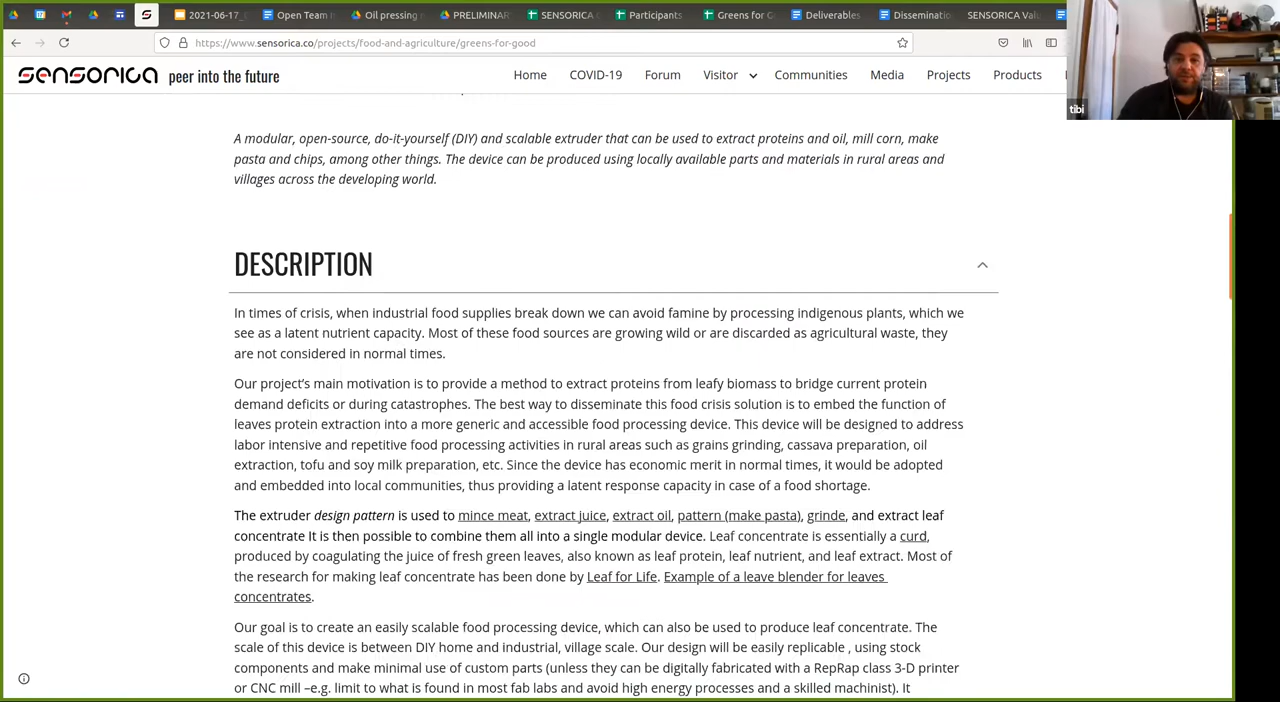 2021-06-17_
Open Team
Oil pressing
PRELIMINAR
SENSORICA
Participants
Greens for G
Deliverables
Disseminatio
SENSORICA Valu
https://www.sensorica.co/projects/food-and-agriculture/greens-for-good
sensorica peer into the future
Home COVID-19 Forum Visitor Communities Media Projects Products
tibi
A modular, open-source, do-it-yourself (DIY) and scalable extruder that can be used to extract proteins and oil, mill corn, make
pasta and chips, among other things. The device can be produced using locally available parts and materials in rural areas and
villages across the developing world.
DESCRIPTION
In times of crisis, when industrial food supplies break down we can avoid famine by processing indigenous plants, which we
see as a latent nutrient capacity. Most of these food sources are growing wild or are discarded as agricultural waste, they
are not considered in normal times.
Our project's main motivation is to provide a method to extract proteins from leafy biomass to bridge current protein
demand deficits or during catastrophes. The best way to disseminate this food crisis solution is to embed the function of
leaves protein extraction into a more generic and accessible food processing device. This device will be designed to address
labor intensive and repetitive food processing activities in rural areas such as grains grinding, cassava preparation, oil
extraction, tofu and soy milk preparation, etc. Since the device has economic merit in normal times, it would be adopted
and embedded into local communities, thus providing a latent response capacity in case of a food shortage.
The extruder design pattern is used to mince meat, extract juice, extract oil, pattern (make pasta), grinde, and extract leaf
concentrate It is then possible to combine them all into a single modular device. Leaf concentrate is essentially a curd,
produced by coagulating the juice of fresh green leaves, also known as leaf protein, leaf nutrient, and leaf extract. Most of
the research for making leaf concentrate has been done by Leaf for Life. Example of a leave blender for leaves
concentrates.
Our goal is to create an easily scalable food processing device, which can also be used to produce leaf concentrate. The
scale of this device is between DIY home and industrial, village scale. Our design will be easily replicable , using stock
components and make minimal use of custom parts (unless they can be digitally fabricated with a RepRap class 3-D printer
or CNC mill –e.g. limit to what is found in most fab labs and avoid high energy processes and a skilled machinist). It